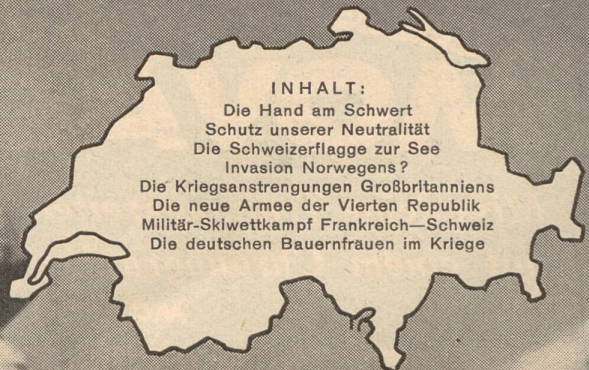 INHALT:
Die Hand am Schwert
Schutz unserer Neutralität
Die Schweizerflagge zur See
Invasion Norwegens?
Die Kriegsanstrengungen Großbritanniens
Die neue Armee der Vierten Republik
Militär-Skiwettkampf Frankreich—Schweiz
Die deutschen Bauernfrauen im Kriege